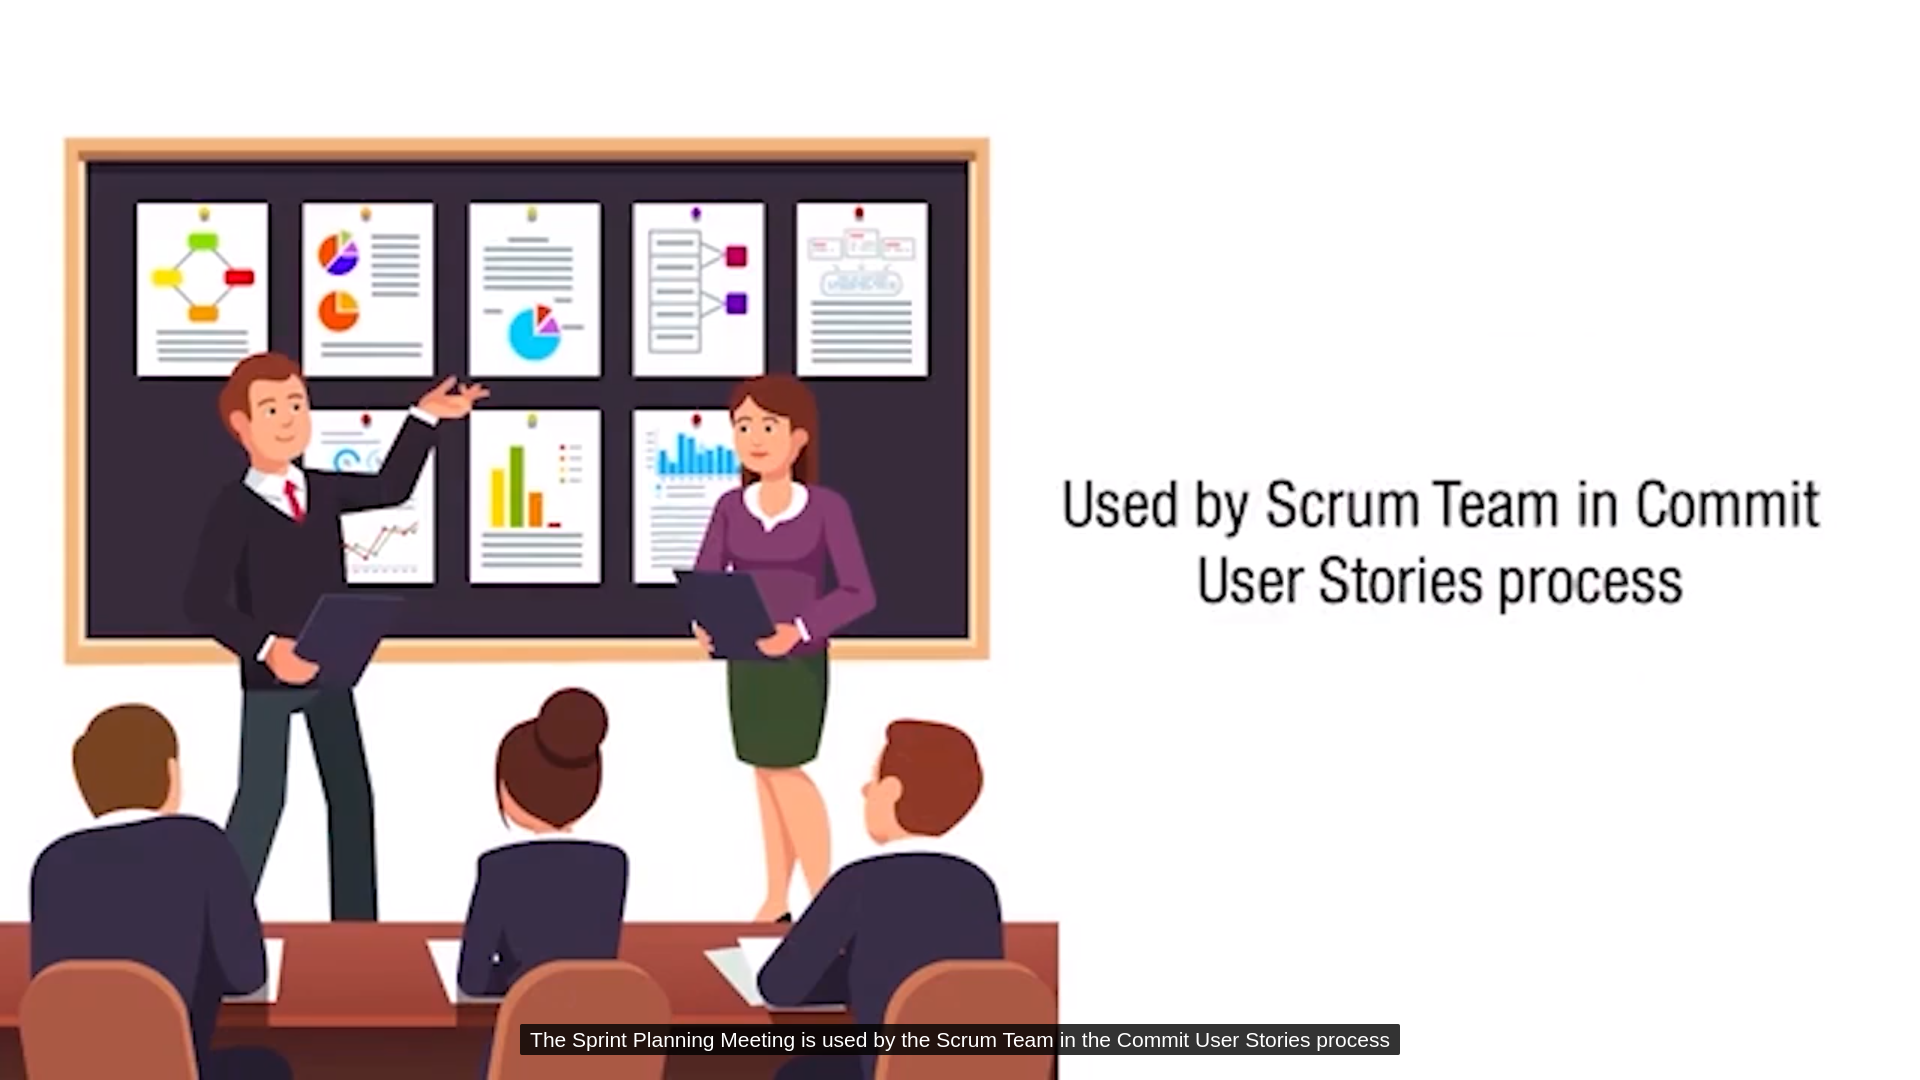 Used by Scrum Team in Commit
User Stories process
The Sprint Planning Meeting is used by the Scrum Team in the Commit User Stories process